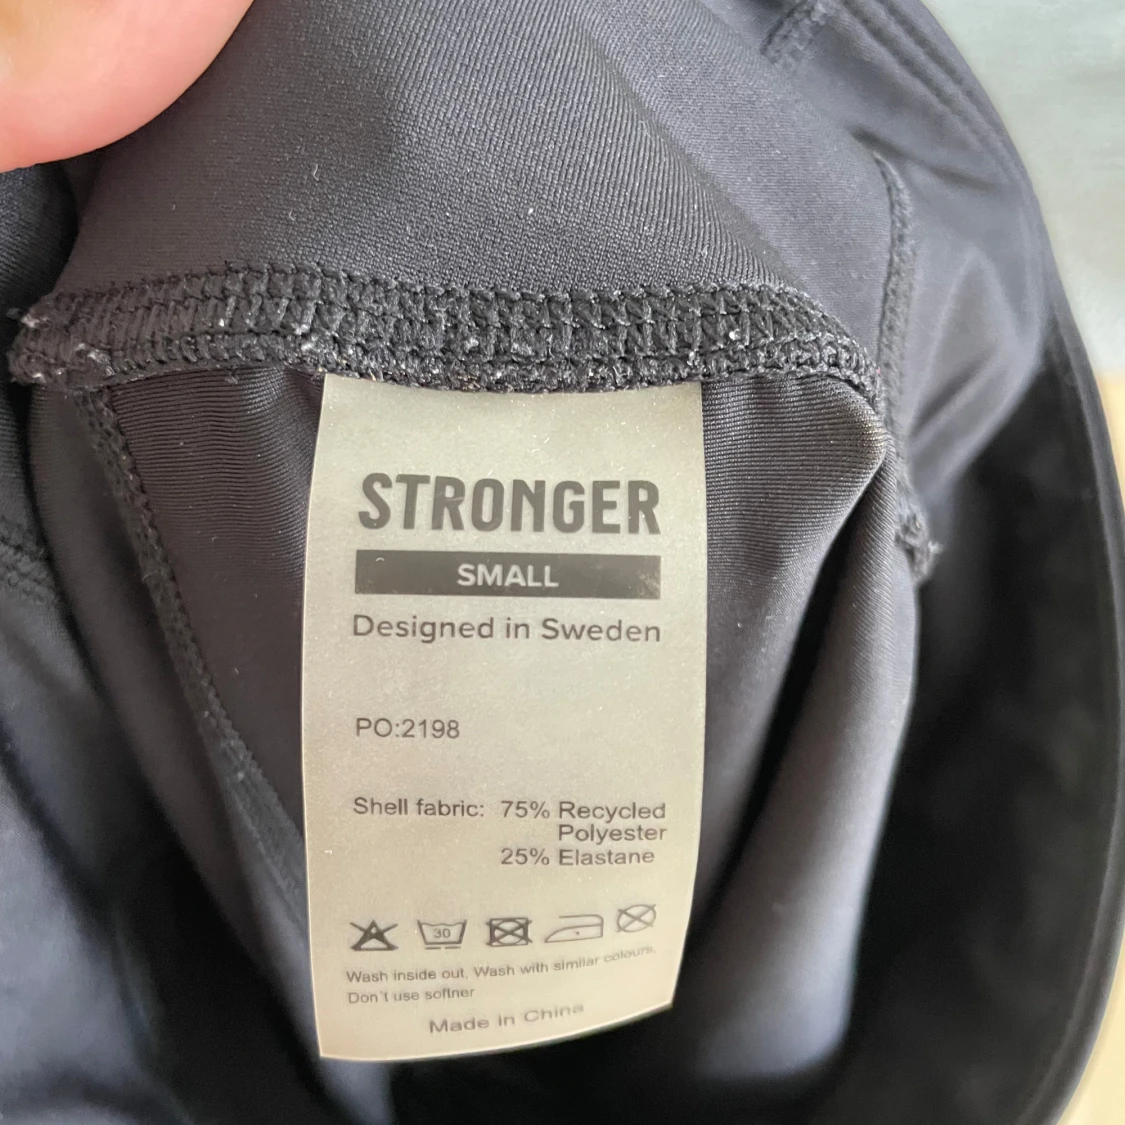 STRONGER
SMALL
Designed in Sweden
PO:2198
Shell fabric: 75% Recycled
Polyester
25% Elastane
30
Wash inside out. Wash with similar colours.
Don't use softner
Made in China